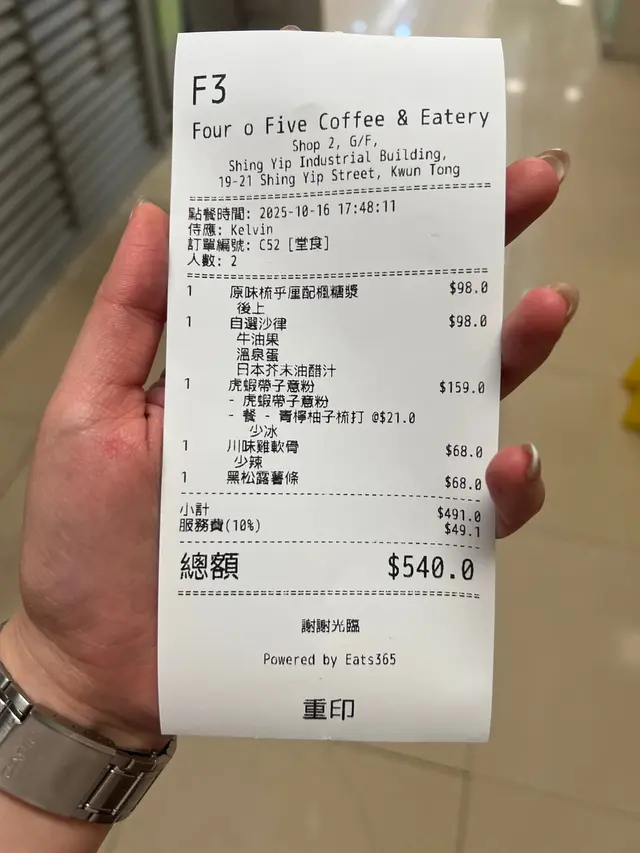 F3
Four o Five Coffee & Eatery
Shop 2, G/F,
Shing Yip Industrial Building,
19-21 Shing Yip Street, Kwun Tong
點餐時間: 2025-10-16 17:48:11
侍應: Kelvin
訂單編號: C52 [堂食]
人數: 2
1 原味梳乎厘配楓糖漿 $98.0
後上
1 自選沙律 $98.0
牛油果
溫泉蛋
日本芥末油醋汁
1 虎蝦帶子意粉 $159.0
- 虎蝦帶子意粉
- 餐 - 青檸柚子梳打 @$21.0
少冰
1 川味雞軟骨 $68.0
少辣
1 黑松露薯條 $68.0
小計 $491.0
服務費(10%) $49.1
總額 $540.0
謝謝光臨
Powered by Eats365
重印